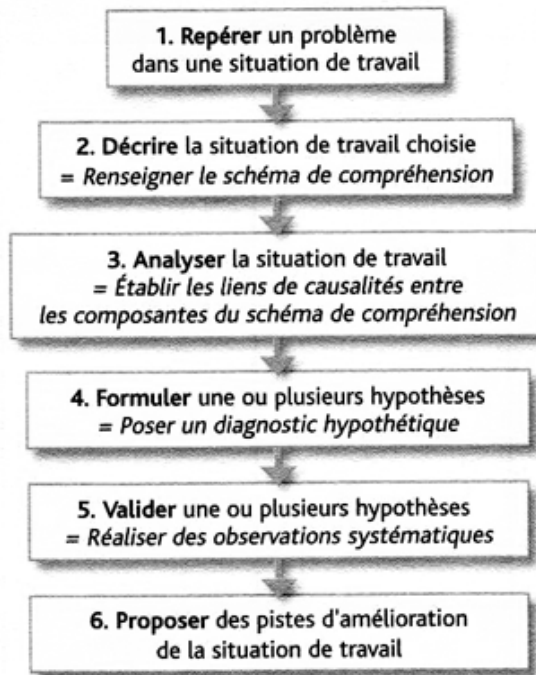 1. Repérer un problème
dans une situation de travail
2. Décrire la situation de travail choisie
= Renseigner le schéma de compréhension
3. Analyser la situation de travail
= Établir les liens de causalités entre
les composantes du schéma de compréhension
4. Formuler une ou plusieurs hypothèses
= Poser un diagnostic hypothétique
5. Valider une ou plusieurs hypothèses
= Réaliser des observations systématiques
6. Proposer des pistes d'amélioration
de la situation de travail